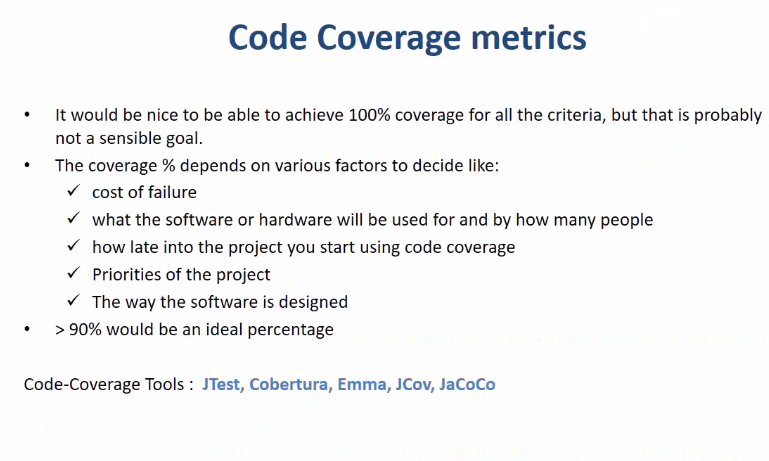 Code Coverage metrics
• It would be nice to be able to achieve 100% coverage for all the criteria, but that is probably
not a sensible goal.
• The coverage % depends on various factors to decide like:
✓ cost of failure
✓ what the software or hardware will be used for and by how many people
✓ how late into the project you start using code coverage
✓ Priorities of the project
✓ The way the software is designed
• > 90% would be an ideal percentage
Code-Coverage Tools : JTest, Cobertura, Emma, JCov, JaCoCo